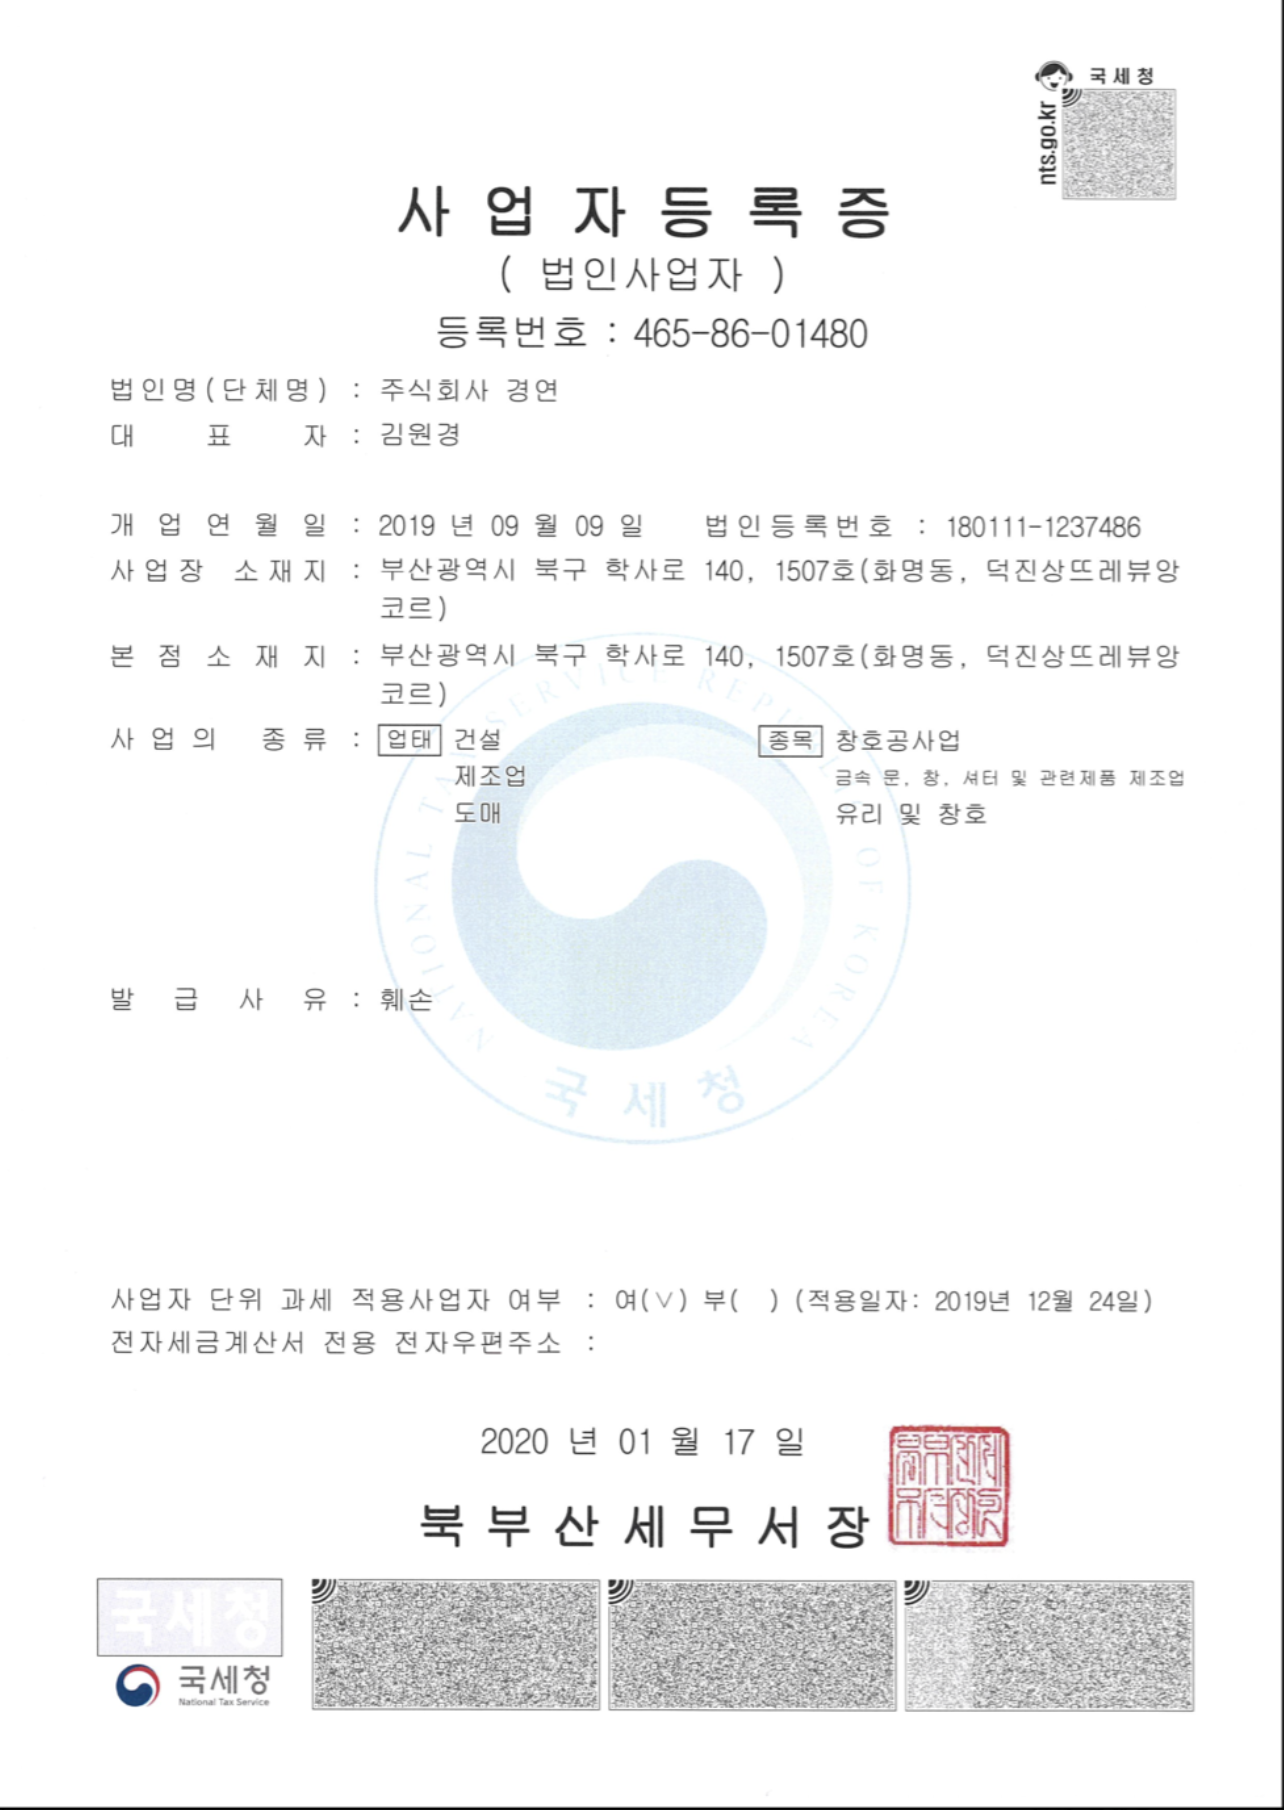 국세청
nts.go.kr
사업자등록증
( 법인사업자 )
등록번호 : 465-86-01480
법인명(단체명) : 주식회사 경연
대 표 자 : 김원경
개 업 연 월 일 : 2019 년 09 월 09 일 법인등록번호 : 180111-1237486
사업장 소재지 : 부산광역시 북구 학사로 140, 1507호(화명동, 덕진상뜨레뷰앙
코르)
본 점 소 재 지 : 부산광역시 북구 학사로 140, 1507호(화명동, 덕진상뜨레뷰앙
코르)
사 업 의 종 류 : 업태 건설 종목 창호공사업
제조업 금속 문, 창, 셔터 및 관련제품 제조업
도매 유리 및 창호
NATIONAL TAX SERVICE REPUBLIC OF KOREA
발 급 사 유 : 훼손
국세청
사업자 단위 과세 적용사업자 여부 : 여(∨) 부( ) (적용일자: 2019년 12월 24일)
전자세금계산서 전용 전자우편주소 :
2020 년 01 월 17 일
북부산세무서장
국세청
국세청
National Tax Service